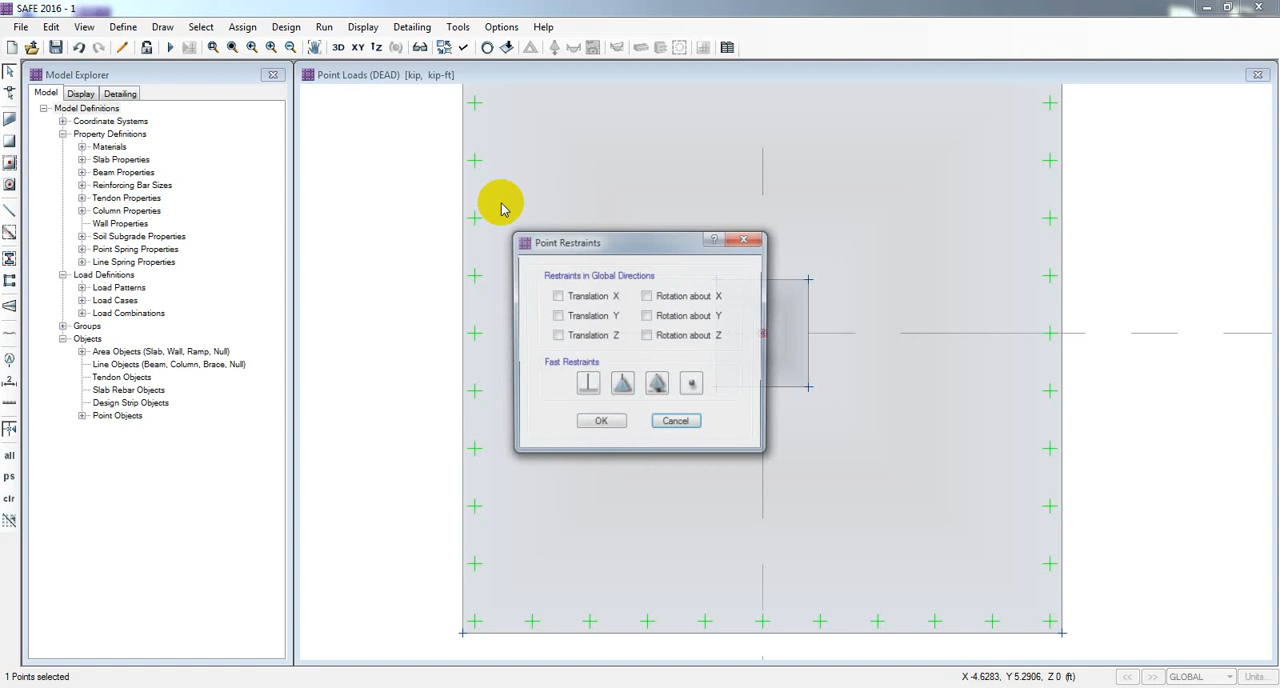 SAFE 2016 - 1
File Edit View Define Draw Select Assign Design Run Display Detailing Tools Options Help
3D XY
Model Explorer
Point Loads (DEAD) [kip, kip-ft]
Model Display Detailing
Model Definitions
Coordinate Systems
Property Definitions
Materials
Slab Properties
Beam Properties
Reinforcing Bar Sizes
Tendon Properties
Column Properties
Wall Properties
Soil Subgrade Properties
Point Spring Properties
Line Spring Properties
Load Definitions
Load Patterns
Load Cases
Load Combinations
Groups
Objects
Area Objects (Slab, Wall, Ramp, Null)
Line Objects (Beam, Column, Brace, Null)
Tendon Objects
Slab Rebar Objects
Design Strip Objects
Point Objects
all
ps
clr
Point Restraints
Restraints in Global Directions
Translation X Rotation about X
Translation Y Rotation about Y
Translation Z Rotation about Z
Fast Restraints
OK Cancel
1 Points selected
X -4.6283, Y 5.2906, Z 0 (ft)
<< >> GLOBAL Units...